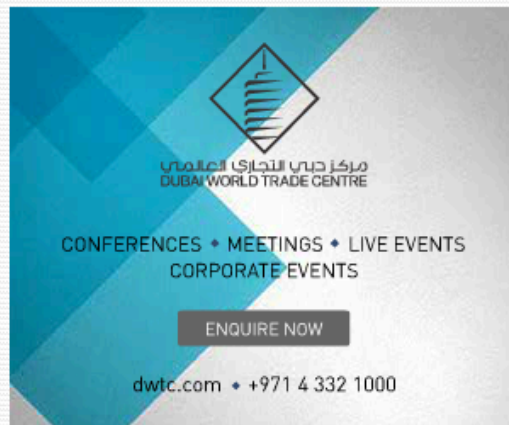 مركز دبي التجاري العالمي
DUBAI WORLD TRADE CENTRE
CONFERENCES ◆ MEETINGS ◆ LIVE EVENTS
CORPORATE EVENTS
ENQUIRE NOW
dwtc.com ◆ +971 4 332 1000